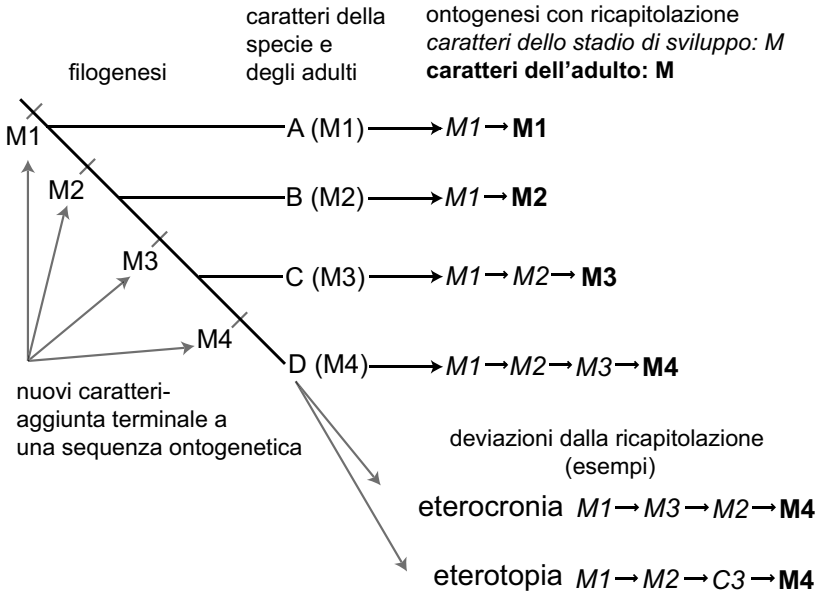 filogenesi
caratteri della
specie e
degli adulti
ontogenesi con ricapitolazione
caratteri dello stadio di sviluppo: M
caratteri dell'adulto: M
M1
A (M1) → M1 → M1
M2
B (M2) → M1 → M2
M3
C (M3) → M1 → M2 → M3
M4
D (M4) → M1 → M2 → M3 → M4
nuovi caratteri-
aggiunta terminale a
una sequenza ontogenetica
deviazioni dalla ricapitolazione
(esempi)
eterocronia M1 → M3 → M2 → M4
eterotopia M1 → M2 → C3 → M4